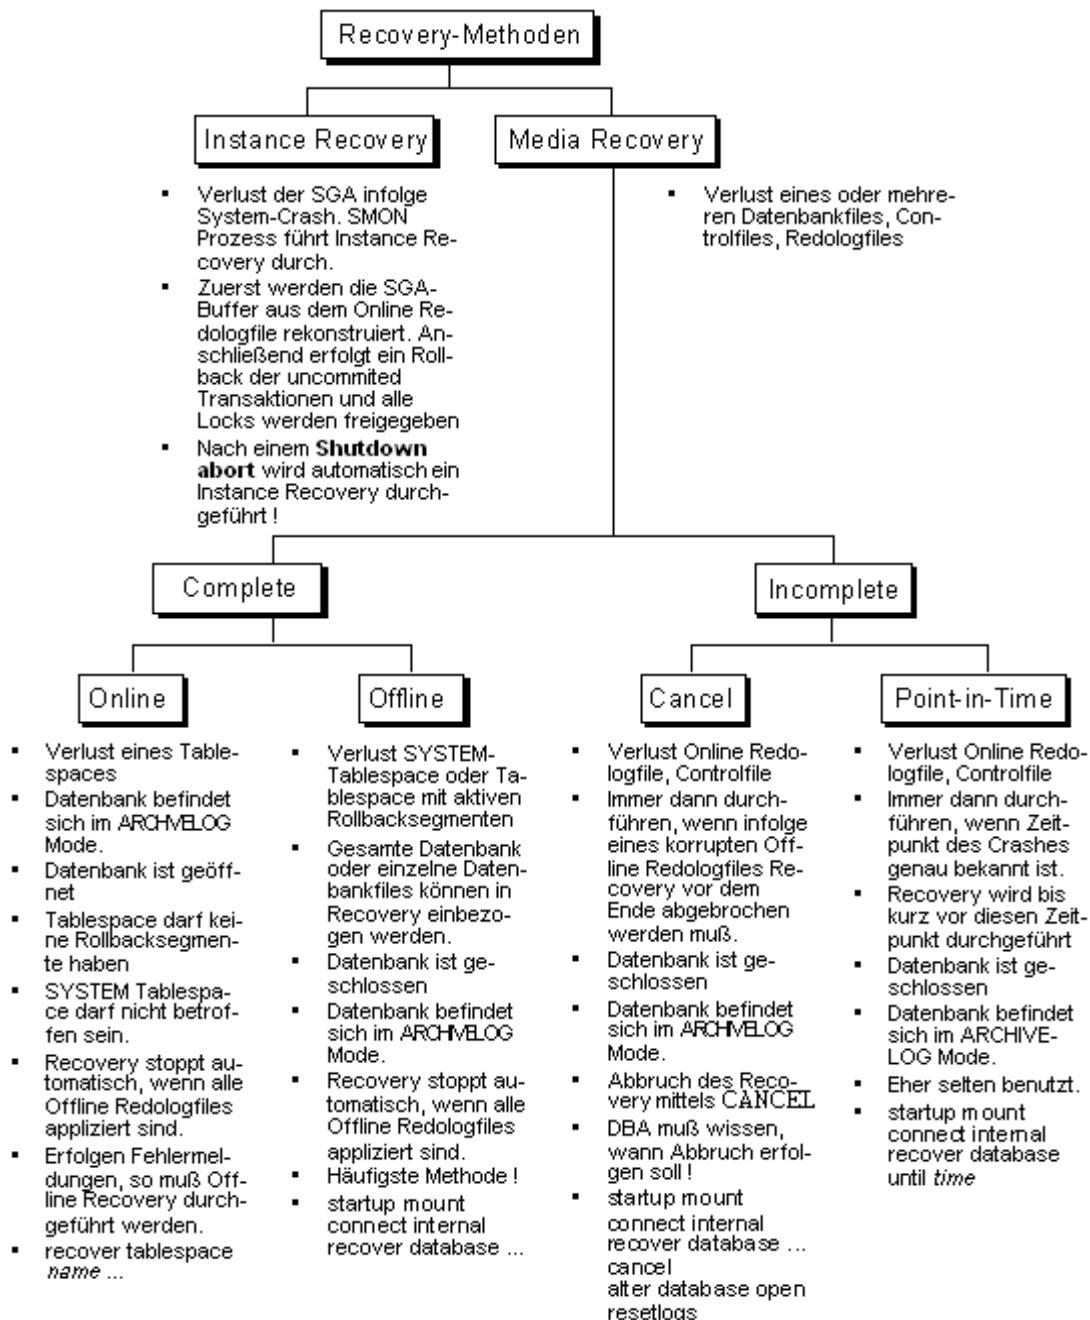 Recovery-Methoden
Instance Recovery
Media Recovery
▪ Verlust der SGA infolge
System-Crash. SMON
Prozess führt Instance Re-
covery durch.
▪ Zuerst werden die SGA-
Buffer aus dem Online Re-
dologfile rekonstruiert. An-
schließend erfolgt ein Roll-
back der uncommited
Transaktionen und alle
Locks werden freigegeben
▪ Nach einem Shutdown
abort wird automatisch ein
Instance Recovery durch-
geführt !
▪ Verlust eines oder mehre-
ren Datenbankfiles, Con-
trolfiles, Redologfiles
Complete
Incomplete
Online
Offline
Cancel
Point-in-Time
▪ Verlust eines Table-
spaces
▪ Datenbank befindet
sich im ARCHIVELOG
Mode.
▪ Datenbank ist geöff-
net
▪ Tablespace darf kei-
ne Rollbacksegmen-
te haben
▪ SYSTEM Tablespa-
ce darf nicht betrof-
fen sein.
▪ Recovery stoppt au-
tomatisch, wenn alle
Offline Redologfiles
appliziert sind.
▪ Erfolgen Fehlermel-
dungen, so muß Off-
line Recovery durch-
geführt werden.
▪ recover tablespace
name ...
▪ Verlust SYSTEM-
Tablespace oder Ta-
blespace mit aktiven
Rollbacksegmenten
▪ Gesamte Datenbank
oder einzelne Daten-
bankfiles können in
Recovery einbezo-
gen werden.
▪ Datenbank ist ge-
schlossen
▪ Datenbank befindet
sich im ARCHIVELOG
Mode.
▪ Recovery stoppt au-
tomatisch, wenn alle
Offline Redologfiles
appliziert sind.
▪ Häufigste Methode !
▪ startup mount
connect internal
recover database ...
▪ Verlust Online Redo-
logfile, Controlfile
▪ Immer dann durch-
führen, wenn infolge
eines korrupten Off-
line Redologfiles Re-
covery vor dem
Ende abgebrochen
werden muß.
▪ Datenbank ist ge-
schlossen
▪ Datenbank befindet
sich im ARCHIVELOG
Mode.
▪ Abbruch des Reco-
very mittels CANCEL
▪ DBA muß wissen,
wann Abbruch erfol-
gen soll !
▪ startup mount
connect internal
recover database ...
cancel
alter database open
resetlogs
▪ Verlust Online Redo-
logfile, Controlfile
▪ Immer dann durch-
führen, wenn Zeit-
punkt des Crashes
genau bekannt ist.
▪ Recovery wird bis
kurz vor diesen Zeit-
punkt durchgeführt
▪ Datenbank ist ge-
schlossen
▪ Datenbank befindet
sich im ARCHIVE-
LOG Mode.
▪ Eher selten benutzt.
▪ startup mount
connect internal
recover database
until time